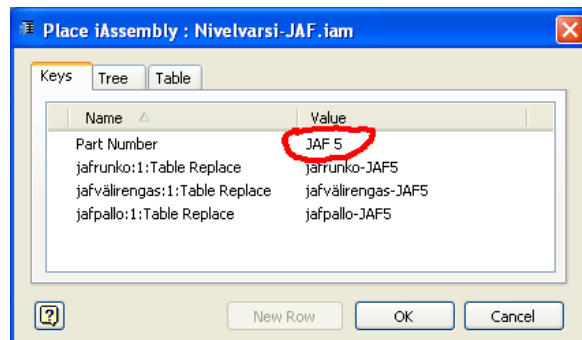 Place iAssembly : Nivelvarsi-JAF.iam
Keys Tree Table
Name Value
Part Number JAF 5
jafrunko:1:Table Replace jafrunko-JAF5
jafvälirengas:1:Table Replace jafvälirengas-JAF5
jafpallo:1:Table Replace jafpallo-JAF5
New Row OK Cancel